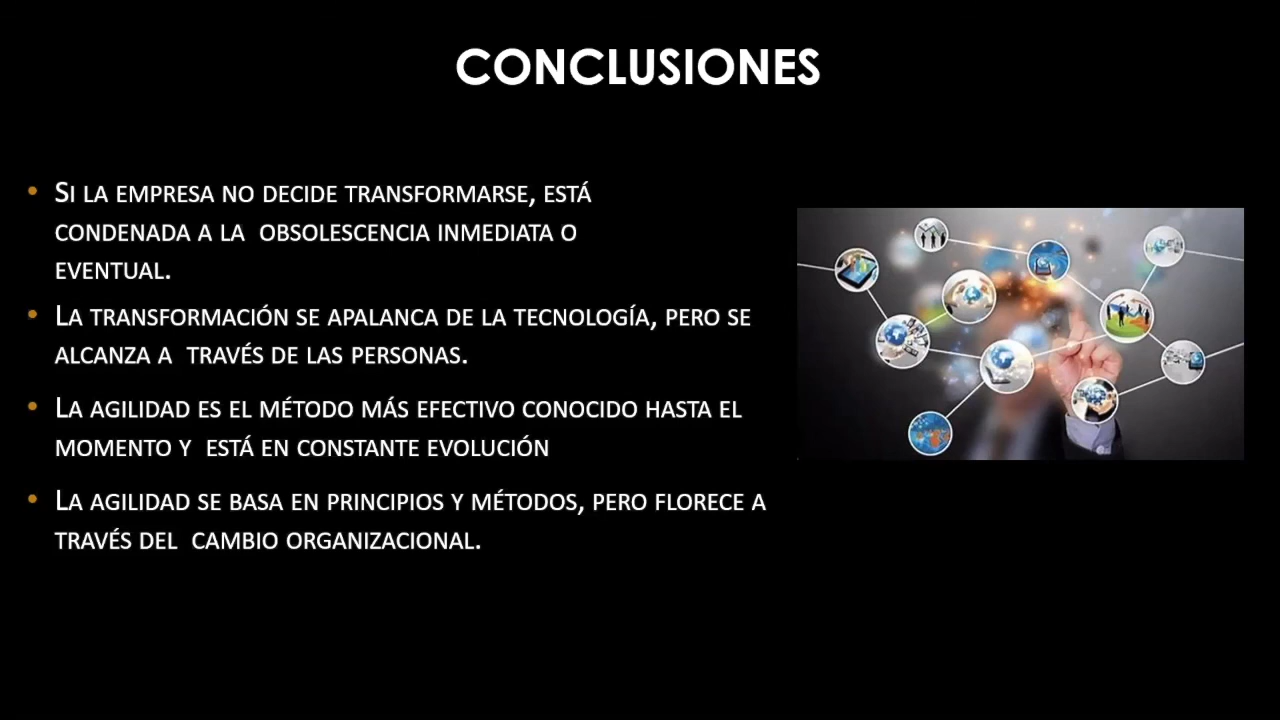 CONCLUSIONES
• SI LA EMPRESA NO DECIDE TRANSFORMARSE, ESTÁ
CONDENADA A LA  OBSOLESCENCIA INMEDIATA O
EVENTUAL.
• LA TRANSFORMACIÓN SE APALANCA DE LA TECNOLOGÍA, PERO SE
ALCANZA A  TRAVÉS DE LAS PERSONAS.
• LA AGILIDAD ES EL MÉTODO MÁS EFECTIVO CONOCIDO HASTA EL
MOMENTO Y  ESTÁ EN CONSTANTE EVOLUCIÓN
• LA AGILIDAD SE BASA EN PRINCIPIOS Y MÉTODOS, PERO FLORECE A
TRAVÉS DEL  CAMBIO ORGANIZACIONAL.